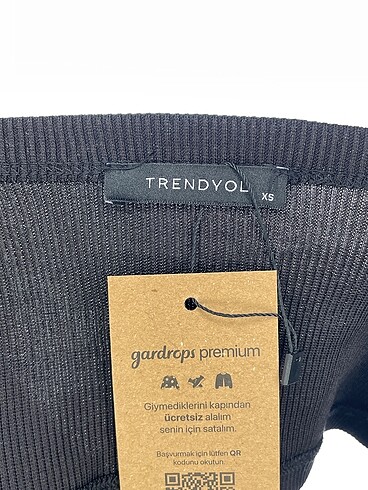 TRENDYOL
XS
gardrops premium
Giymediklerini kapından
ücretsiz alalım
senin için satalım.
Başvurmak için lütfen QR
kodunu okutun.